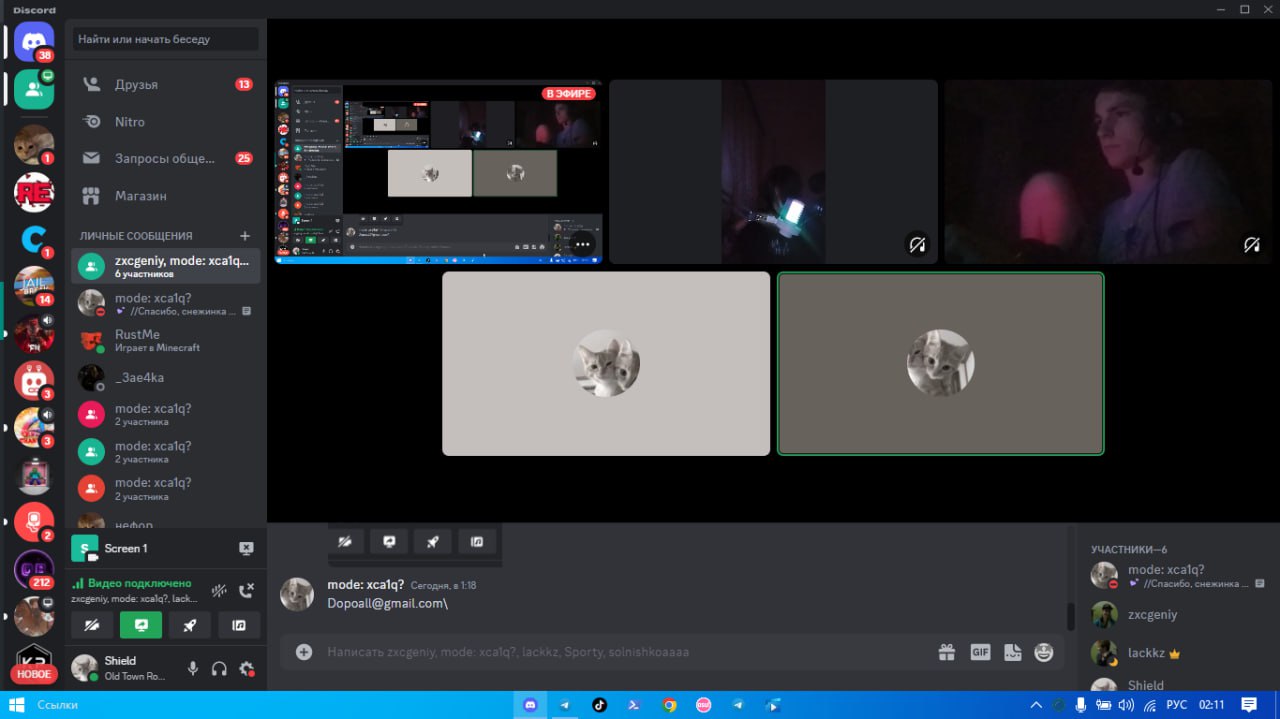 Discord
38
Найти или начать беседу
Друзья
13
Nitro
Запросы обще...
25
Магазин
ЛИЧНЫЕ СООБЩЕНИЯ
zxcgeniy, mode: xca1q...
6 участников
mode: xca1q?
//Спасибо, снежинка ...
RustMe
Играет в Minecraft
_3ae4ka
mode: xca1q?
2 участника
mode: xca1q?
2 участника
mode: xca1q?
2 участника
нефор
1
RE
1
JAIL
14
3
3
2
212
НОВОЕ
Screen 1
Видео подключено
zxcgeniy, mode: xca1q?, lack...
Shield
Old Town Ro...
В ЭФИРЕ
mode: xca1q?
Сегодня, в 1:18
Dopoall@gmail.com\
Написать zxcgeniy, mode: xca1q?, lackkz, Sporty, solnishkoaaaa
GIF
УЧАСТНИКИ—6
mode: xca1q?
//Спасибо, снежинка ...
zxcgeniy
lackkz
Shield
Ссылки
РУС
02:11